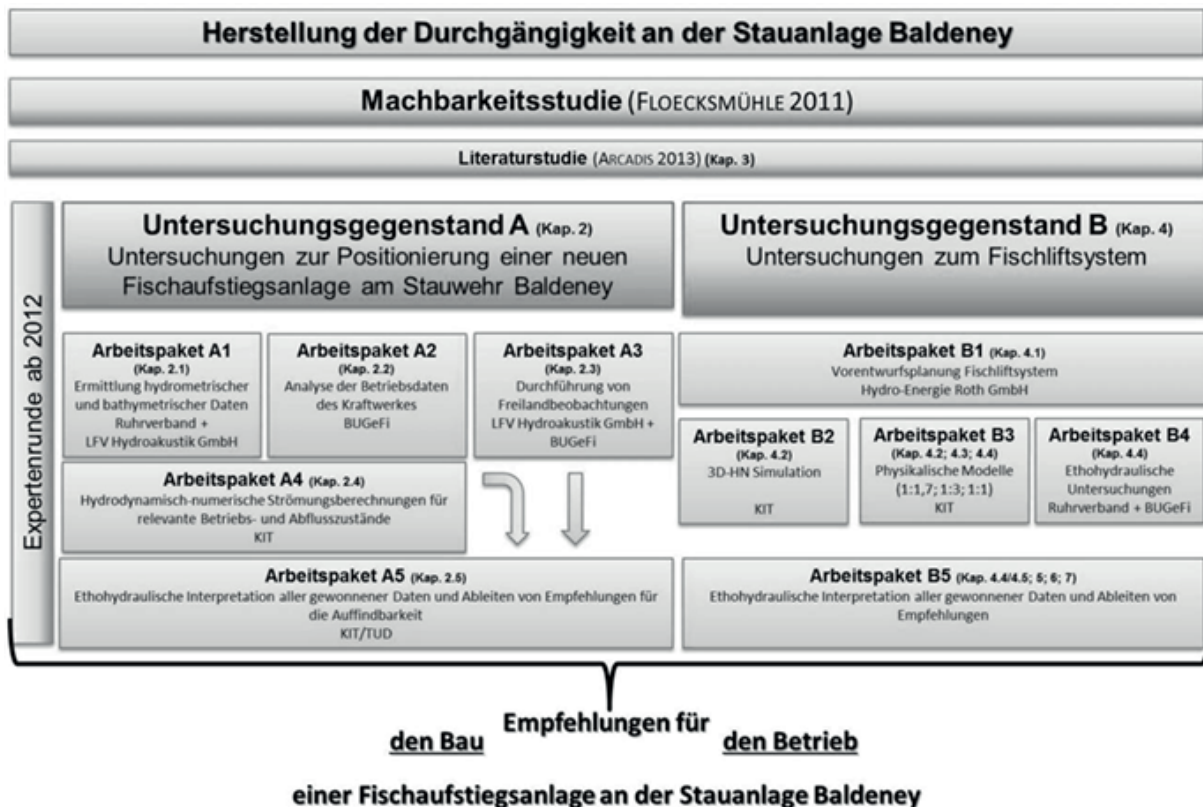 Herstellung der Durchgängigkeit an der Stauanlage Baldeney
Machbarkeitsstudie (FLOECKSMÜHLE 2011)
Literaturstudie (ARCADIS 2013) (Kap. 3)
Expertenrunde ab 2012
Untersuchungsgegenstand A (Kap. 2)
Untersuchungen zur Positionierung einer neuen
Fischaufstiegsanlage am Stauwehr Baldeney
Untersuchungsgegenstand B (Kap. 4)
Untersuchungen zum Fischliftsystem
Arbeitspaket A1
(Kap. 2.1)
Ermittlung hydrometrischer
und bathymetrischer Daten
Ruhrverband +
LFV Hydroakustik GmbH
Arbeitspaket A2
(Kap. 2.2)
Analyse der Betriebsdaten
des Kraftwerkes
BUGeFi
Arbeitspaket A3
(Kap. 2.3)
Durchführung von
Freilandbeobachtungen
LFV Hydroakustik GmbH +
BUGeFi
Arbeitspaket B1 (Kap. 4.1)
Vorentwurfsplanung Fischliftsystem
Hydro-Energie Roth GmbH
Arbeitspaket B2
(Kap. 4.2)
3D-HN Simulation
KIT
Arbeitspaket B3
(Kap. 4.2; 4.3; 4.4)
Physikalische Modelle
(1:1,7; 1:3; 1:1)
KIT
Arbeitspaket B4
(Kap. 4.4)
Ethohydraulische
Untersuchungen
Ruhrverband + BUGeFi
Arbeitspaket A4 (Kap. 2.4)
Hydrodynamisch-numerische Strömungsberechnungen für
relevante Betriebs- und Abflusszustände
KIT
Arbeitspaket A5 (Kap. 2.5)
Ethohydraulische Interpretation aller gewonnener Daten und Ableiten von Empfehlungen für
die Auffindbarkeit
KIT/TUD
Arbeitspaket B5 (Kap. 4.4/4.5; 5; 6; 7)
Ethohydraulische Interpretation aller gewonnener Daten und Ableiten von
Empfehlungen
Empfehlungen für
den Bau den Betrieb
einer Fischaufstiegsanlage an der Stauanlage Baldeney